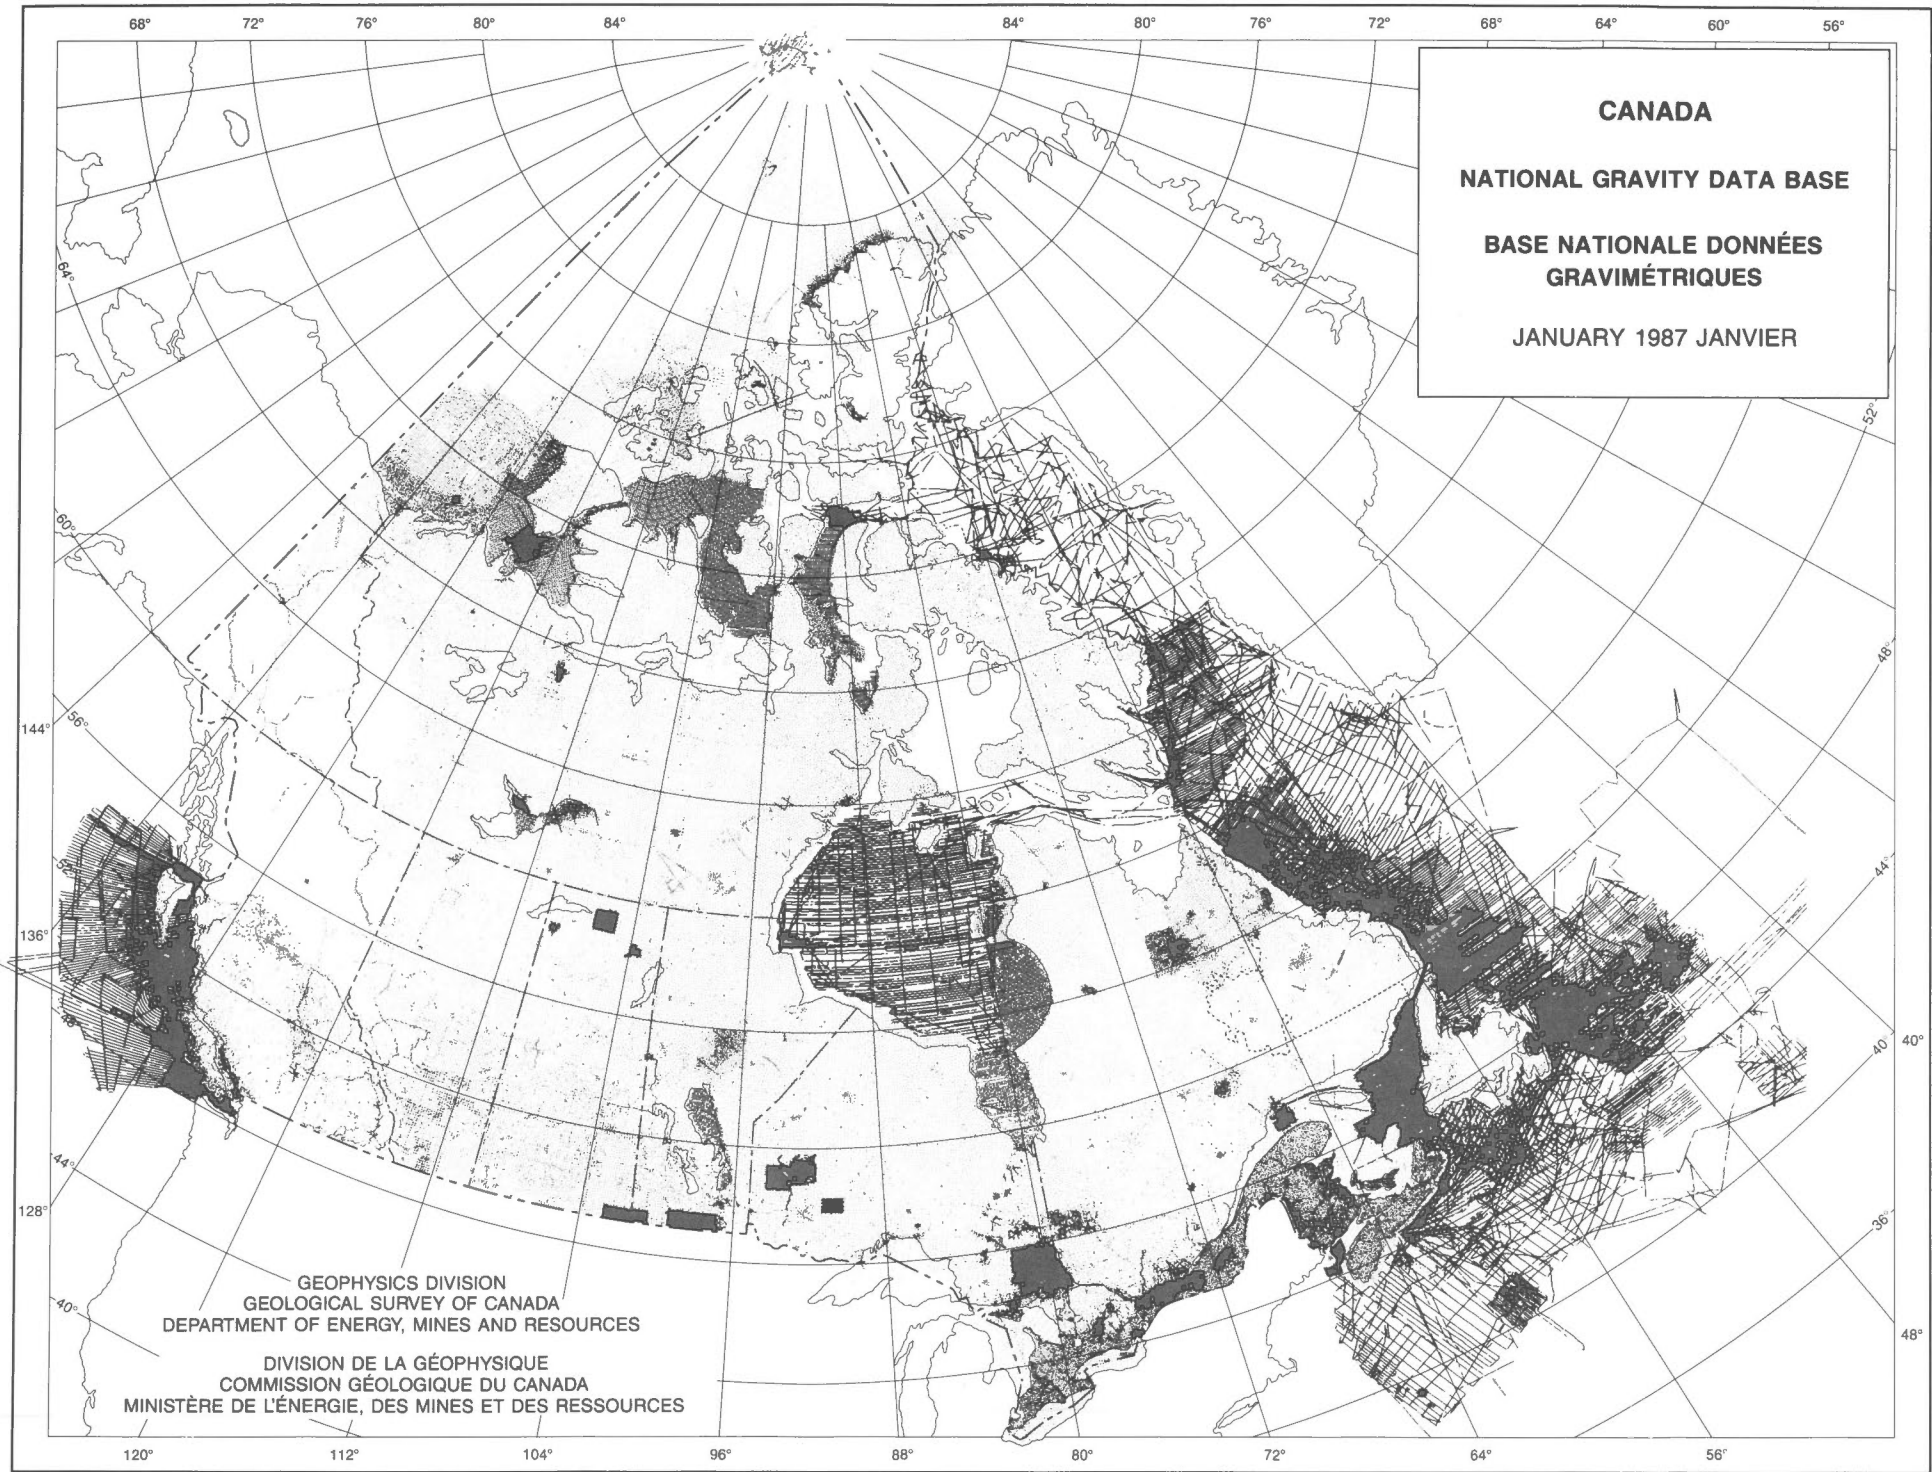 68° 72° 76° 80° 84° 84° 80° 76° 72° 68° 64° 60° 56°
CANADA
NATIONAL GRAVITY DATA BASE
BASE NATIONALE DONNÉES
GRAVIMÉTRIQUES
JANUARY 1987 JANVIER
64°
52°
60°
48°
144°
56°
44°
52°
136°
40°
40°
48°
44°
128°
36°
40°
48°
GEOPHYSICS DIVISION
GEOLOGICAL SURVEY OF CANADA
DEPARTMENT OF ENERGY, MINES AND RESOURCES
DIVISION DE LA GÉOPHYSIQUE
COMMISSION GÉOLOGIQUE DU CANADA
MINISTÈRE DE L'ÉNERGIE, DES MINES ET DES RESSOURCES
120° 112° 104° 96° 88° 80° 72° 64° 56°